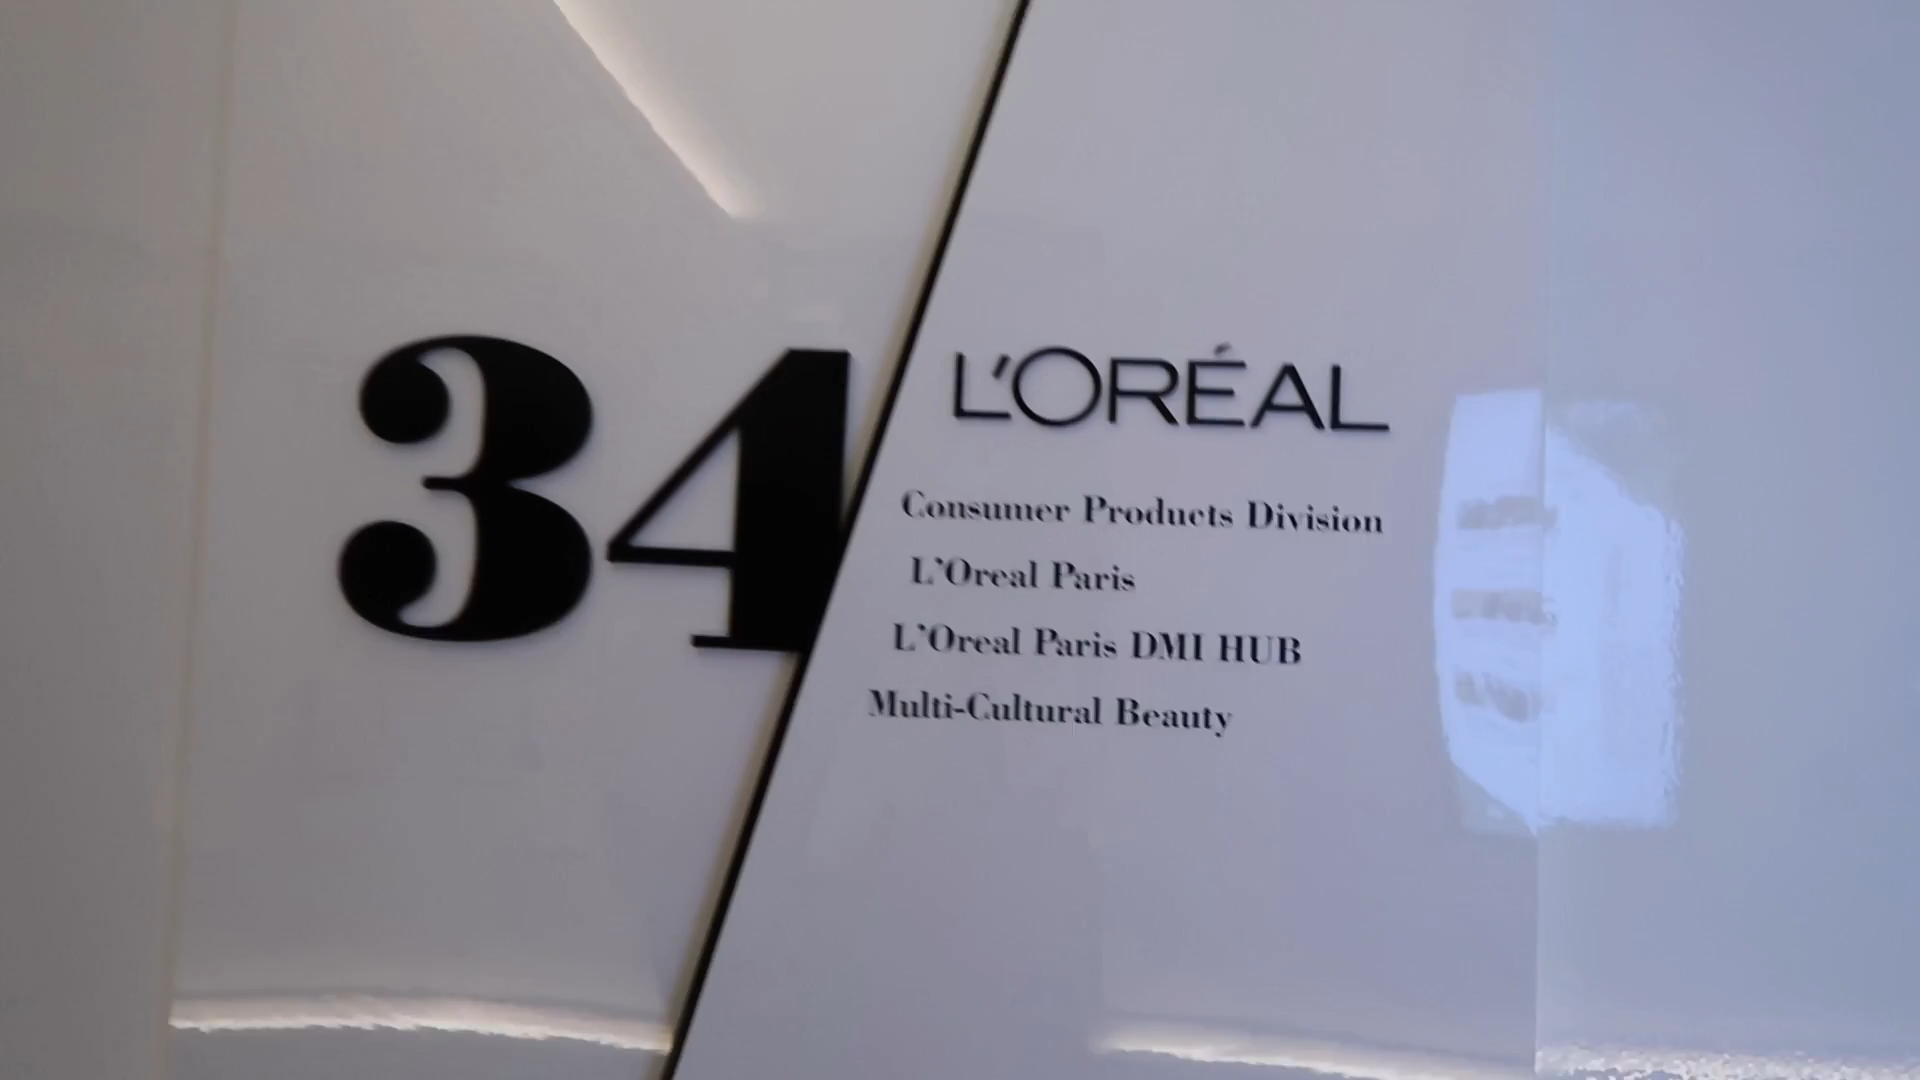 34
L'ORÉAL
Consumer Products Division
L'Oreal Paris
L'Oreal Paris DMI HUB
Multi-Cultural Beauty